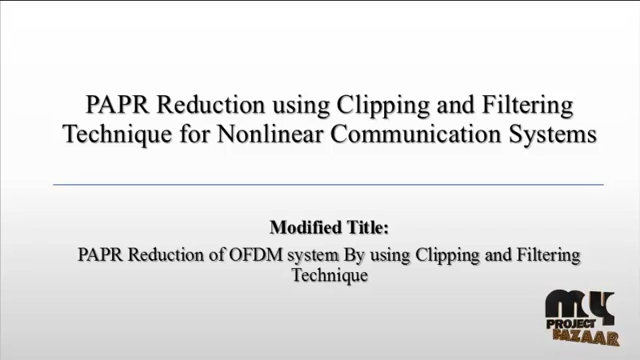 PAPR Reduction using Clipping and Filtering
Technique for Nonlinear Communication Systems
Modified Title:
PAPR Reduction of OFDM system By using Clipping and Filtering
Technique
MY
PROJECT
BAZAAR